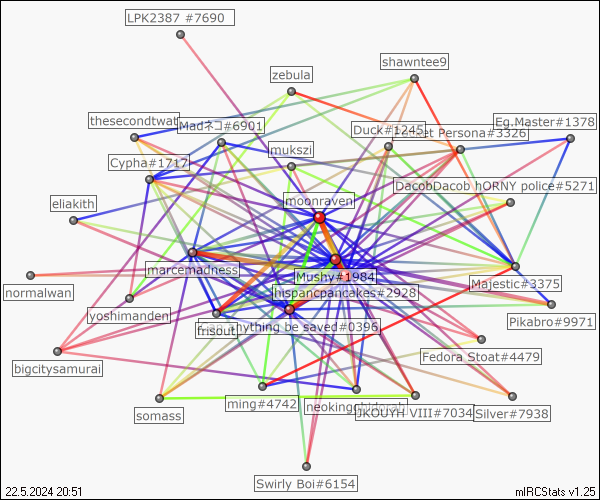 LPK2387 #7690
shawntee9
zebula
thesecondtwat
Eg.Master#1378
Madネコ#6901
Duck#1245
Persona#3326
mukszi
Cypha#1717
DacobDacob hORNY police#5271
eliakith
moonraven
marcemadness
Mushy#1984
Majestic#3375
normalwan
hispancpancakes#2928
yoshimanden
Pikabro#9971
frisout
anything be saved#0396
Fedora Stoat#4479
bigcitysamurai
ming#4742
JKOUYH VIII#7034
somass
Silver#7938
Swirly Boi#6154
22.5.2024 20:51
mIRCStats v1.25